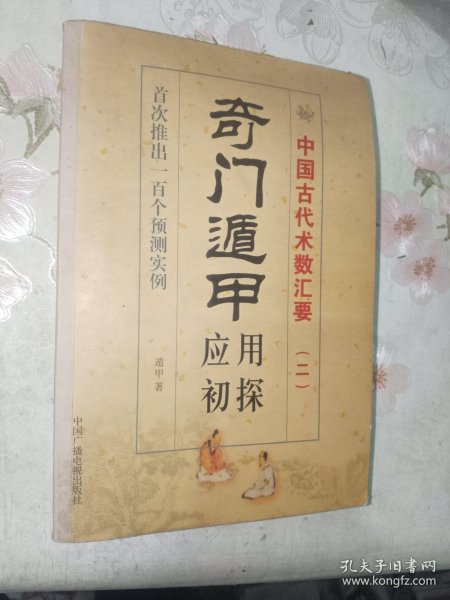 中国古代术数汇要（二）
奇门遁甲
应用
初探
首次推出一百个预测实例
遁甲著
中国广播电视出版社
孔夫子旧书网
www.kongfz.com